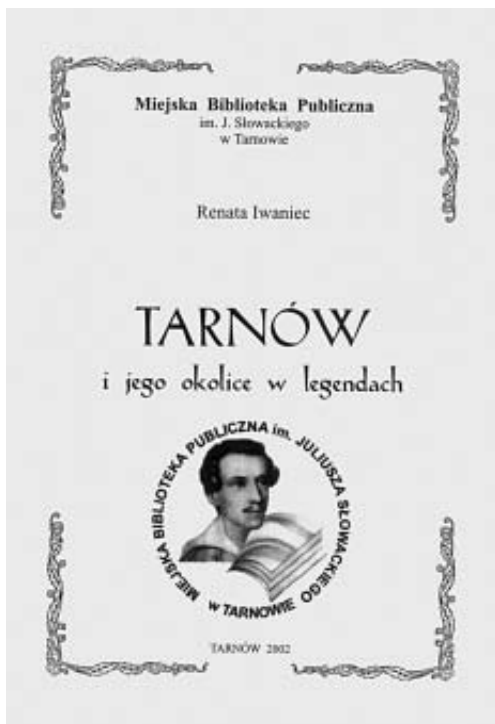 Miejska Biblioteka Publiczna
im. J. Słowackiego
w Tarnowie
Renata Iwaniec
TARNÓW
i jego okolice w legendach
MIEJSKA BIBLIOTEKA PUBLICZNA im. JULIUSZA SŁOWACKIEGO
w TARNOWIE
TARNÓW 2002